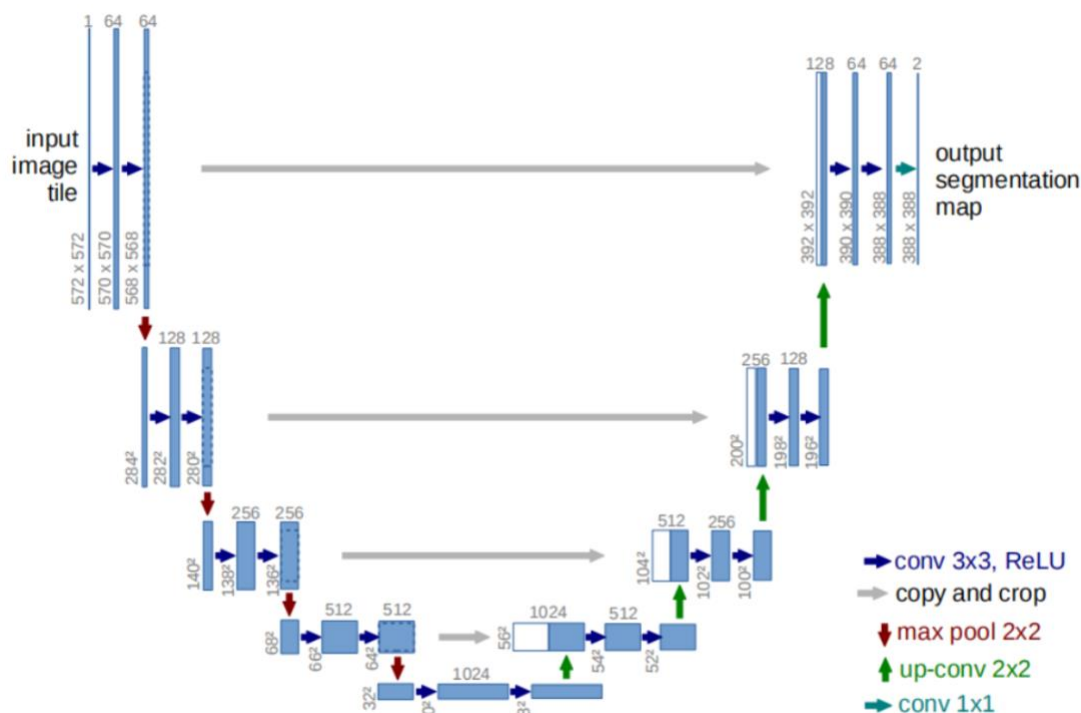 1 64 64
128 64 64 2
input
image
tile
output
segmentation
map
572 x 572
570 x 570
568 x 568
392 x 392
390 x 390
388 x 388
388 x 388
128 128
256 128
284²
282²
280²
200²
198²
196²
256 256
512 256
140²
138²
136²
104²
102²
100²
512 512
1024 512
68²
66²
64²
56²
54²
52²
1024
32²
conv 3x3, ReLU
copy and crop
max pool 2x2
up-conv 2x2
conv 1x1